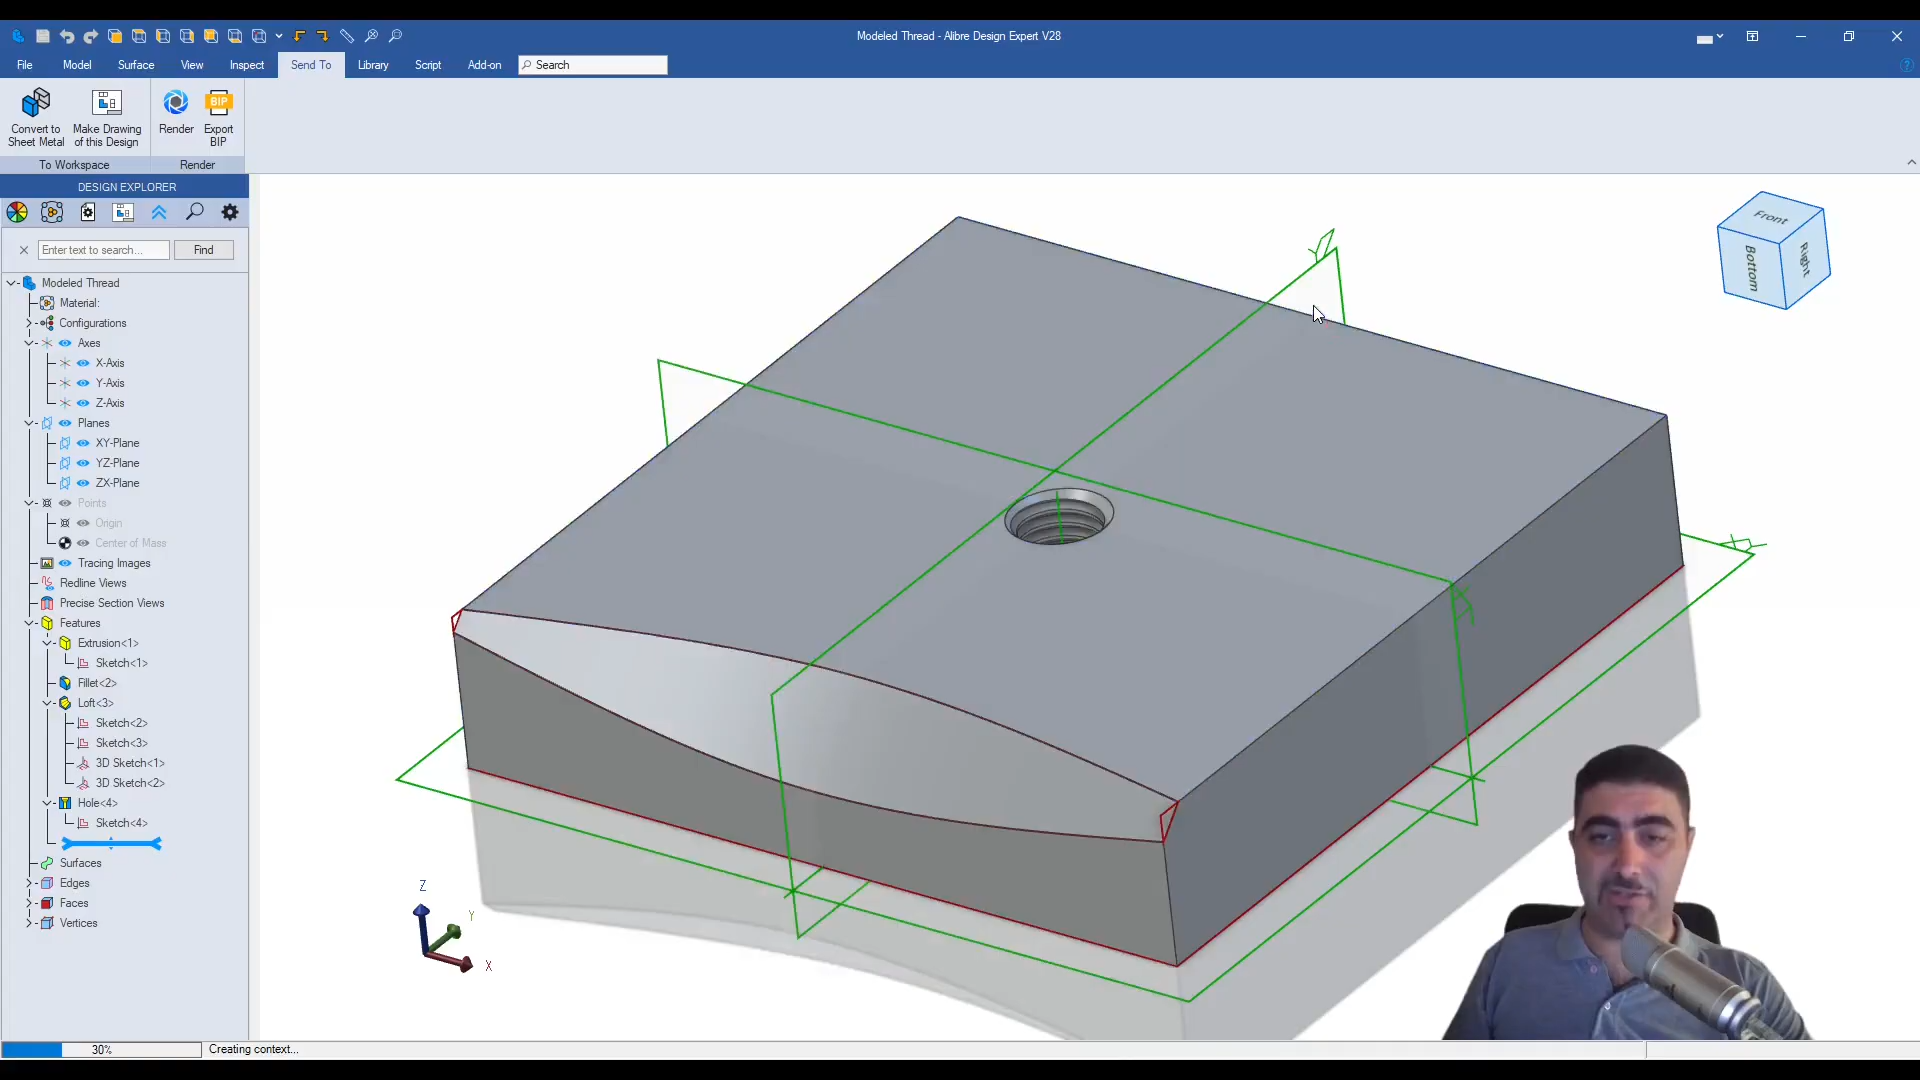 Modeled Thread - Alibre Design Expert V28
File
Model
Surface
View
Inspect
Send To
Library
Script
Add-on
Search
Convert to
Sheet Metal
Make Drawing
of this Design
Render
BIP
Export
BIP
To Workspace
Render
DESIGN EXPLORER
Enter text to search...
Find
Modeled Thread
Material:
Configurations
Axes
X-Axis
Y-Axis
Z-Axis
Planes
XY-Plane
YZ-Plane
ZX-Plane
Points
Origin
Center of Mass
Tracing Images
Redline Views
Precise Section Views
Features
Extrusion<1>
Sketch<1>
Fillet<2>
Loft<3>
Sketch<2>
Sketch<3>
3D Sketch<1>
3D Sketch<2>
Hole<4>
Sketch<4>
Surfaces
Edges
Faces
Vertices
Front
Bottom
Right
Z
Y
X
30%
Creating context...